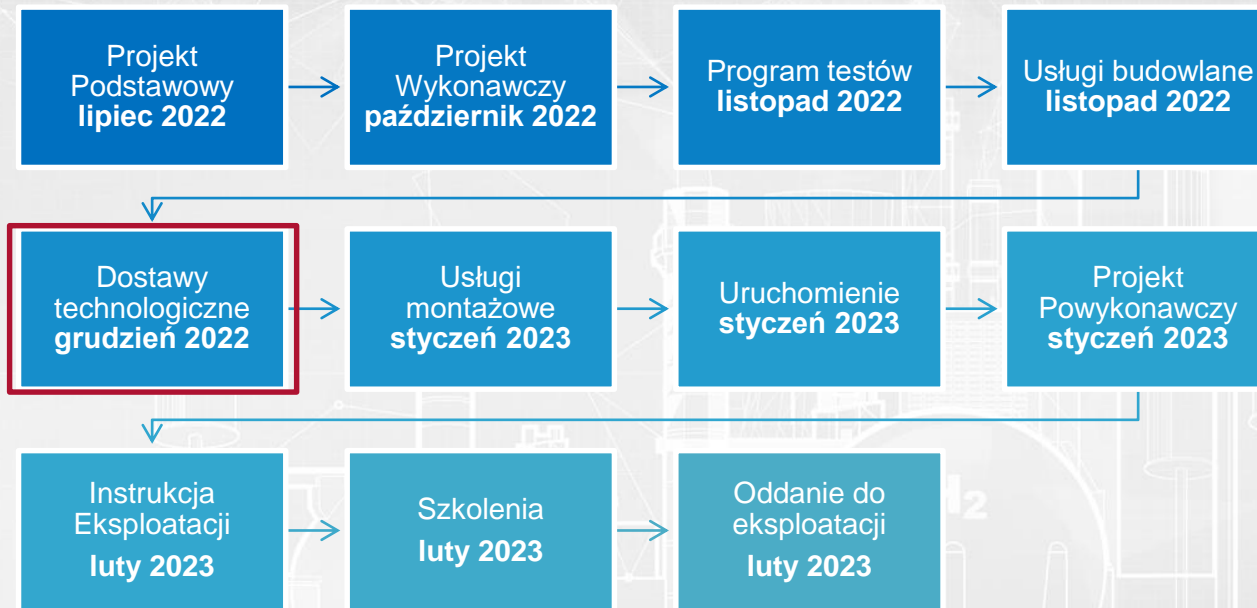 Projekt
Podstawowy
lipiec 2022
Projekt
Wykonawczy
październik 2022
Program testów
listopad 2022
Usługi budowlane
listopad 2022
Dostawy
technologiczne
grudzień 2022
Usługi
montażowe
styczeń 2023
Uruchomienie
styczeń 2023
Projekt
Powykonawczy
styczeń 2023
Instrukcja
Eksploatacji
luty 2023
Szkolenia
luty 2023
Oddanie do
eksploatacji
luty 2023
H2